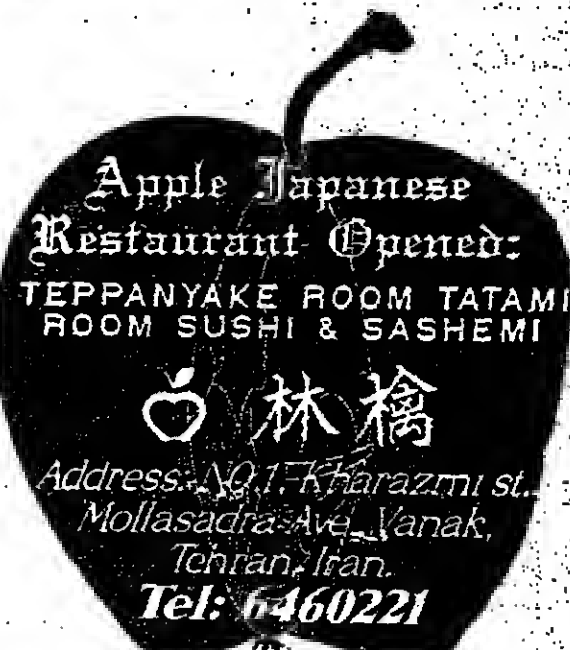 Apple Japanese
Restaurant Opened:
TEPPANYAKE ROOM TATAMI
ROOM SUSHI & SASHEMI
林檎
Address: NO.1. Kharazmi st.
Mollasadra Ave. Vanak,
Tehran, Iran.
Tel: 6460221